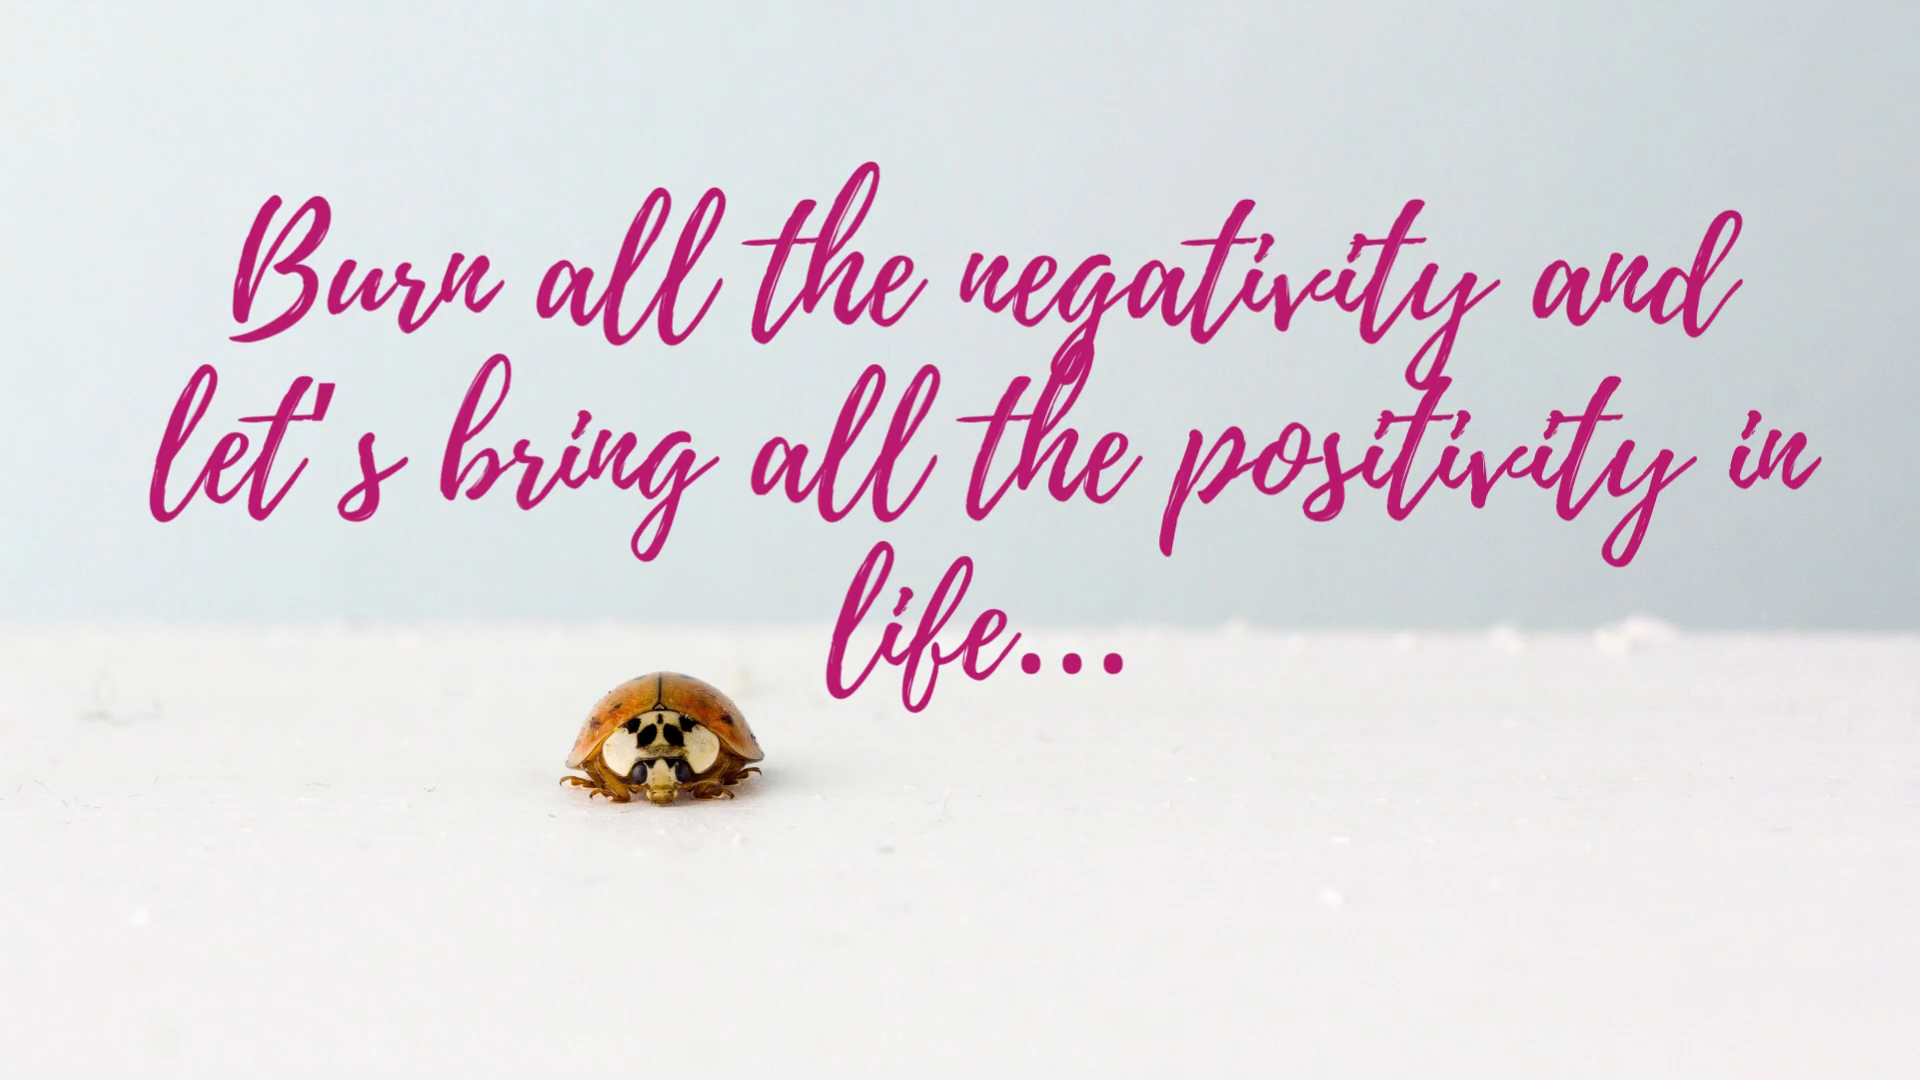 Burn all the negativity and
let's bring all the positivity in
life...